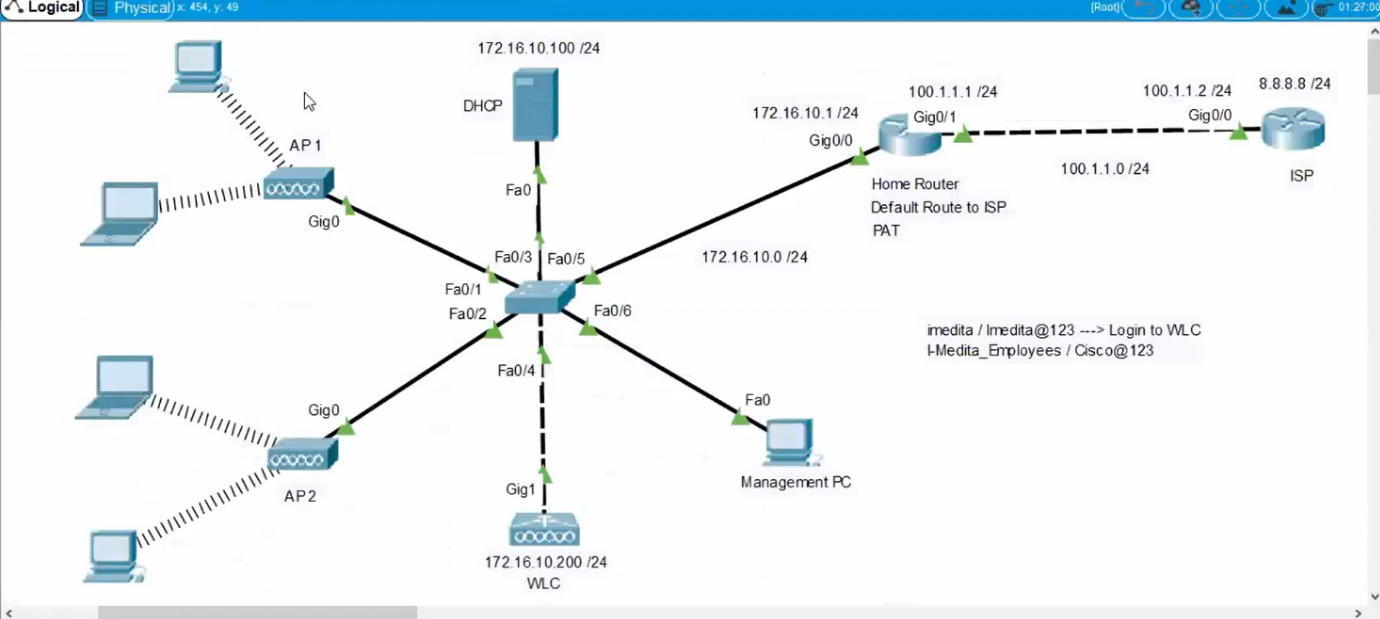 Logical
Physical
x: 454, y: 49
[Root]
01:27:00
172.16.10.100 /24
DHCP
Fa0
AP1
Gig0
172.16.10.1 /24
Gig0/0
100.1.1.1 /24
Gig0/1
100.1.1.2 /24
Gig0/0
8.8.8.8 /24
100.1.1.0 /24
ISP
Home Router
Default Route to ISP
PAT
172.16.10.0 /24
Fa0/3
Fa0/5
Fa0/1
Fa0/2
Fa0/6
Fa0/4
imedita / Imedita@123 ---> Login to WLC
I-Medita_Employees / Cisco@123
Gig0
AP2
Fa0
Management PC
Gig1
172.16.10.200 /24
WLC